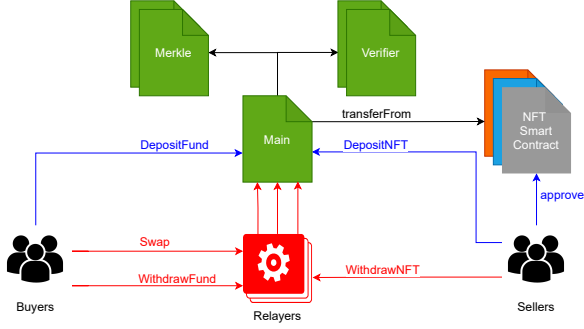 Merkle
Verifier
transferFrom
NFT
Smart
Contract
Main
DepositFund
DepositNFT
approve
Swap
WithdrawFund
WithdrawNFT
Buyers
Relayers
Sellers